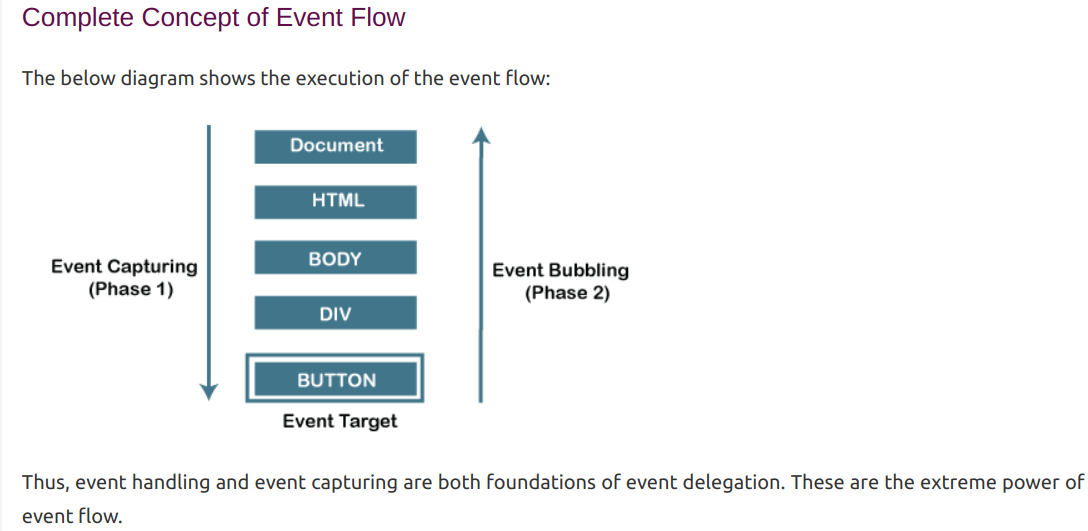 Complete Concept of Event Flow
The below diagram shows the execution of the event flow:
Document
HTML
BODY
DIV
BUTTON
Event Target
Event Capturing
(Phase 1)
Event Bubbling
(Phase 2)
Thus, event handling and event capturing are both foundations of event delegation. These are the extreme power of
event flow.